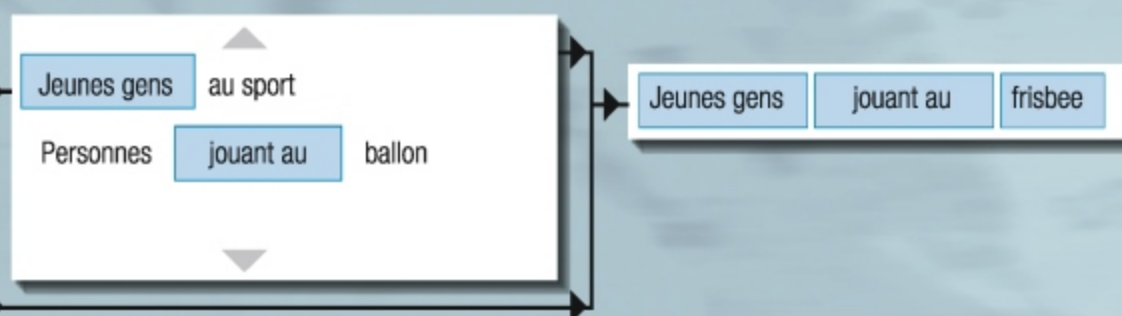 Jeunes gens au sport
Personnes jouant au ballon
Jeunes gens jouant au frisbee